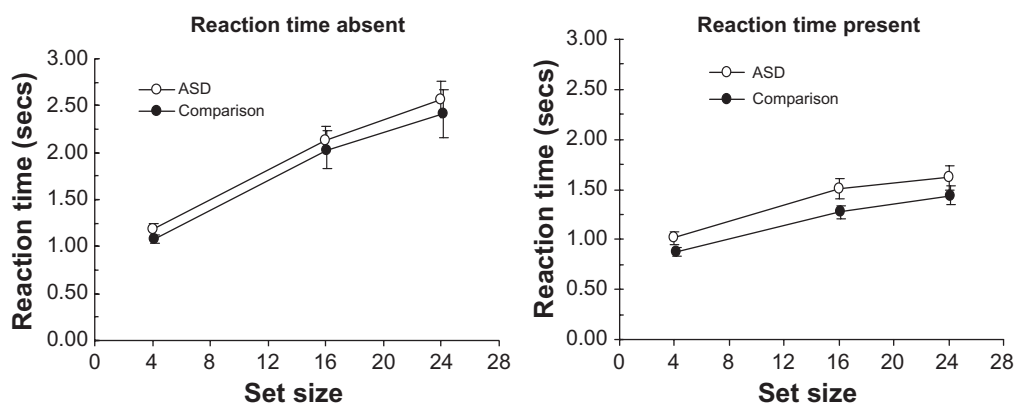 Reaction time absent
Reaction time (secs)
3.00
2.50
2.00
1.50
1.00
0.50
0.00
ASD
Comparison
0 4 8 12 16 20 24 28
Set size
Reaction time present
Reaction time (secs)
3.00
2.50
2.00
1.50
1.00
0.50
0.00
ASD
Comparison
0 4 8 12 16 20 24 28
Set size